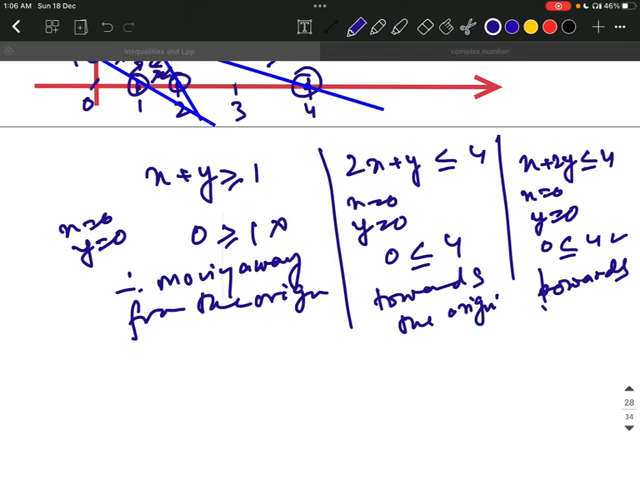 1:06 AM Sun 18 Dec
46%
Inequalities and Lpp
complex number
0 1 2 3 4
x + y ≥ 1
x=0
y=0
0 ≥ 1 ×
∴ moving away
from the origin
2x+y ≤ 4
x=0
y=0
0 ≤ 4
towards
the origin
x+2y ≤ 4
x=0
y=0
0 ≤ 4 ✓
towards
28
34